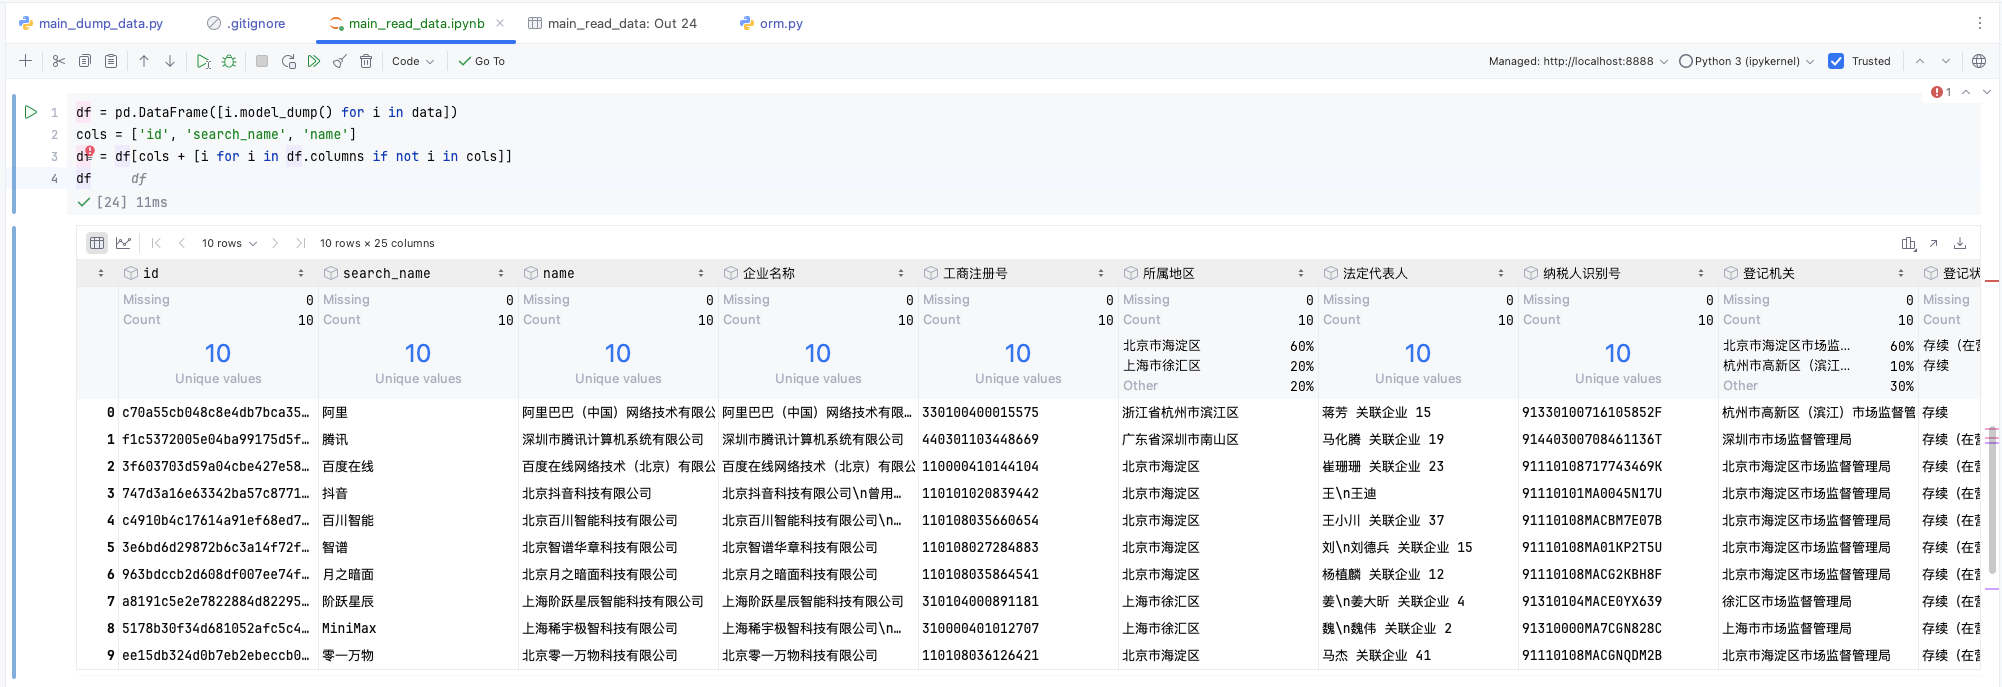 main_dump_data.py .gitignore main_read_data.ipynb main_read_data: Out 24 orm.py
Code Go To Managed: http://localhost:8888 Python 3 (ipykernel) Trusted
1
1 df = pd.DataFrame([i.model_dump() for i in data])
2 cols = ['id', 'search_name', 'name']
3 df = df[cols + [i for i in df.columns if not i in cols]]
4 df df
[24] 11ms
10 rows 10 rows × 25 columns
id search_name name 企业名称 工商注册号 所属地区 法定代表人 纳税人识别号 登记机关 登记状
Missing 0 Missing 0 Missing 0 Missing 0 Missing 0 Missing 0 Missing 0 Missing 0 Missing 0 Missing
Count 10 Count 10 Count 10 Count 10 Count 10 Count 10 Count 10 Count 10 Count 10 Count
10 10 10 10 10 北京市海淀区 60% 10 10 北京市海淀区市场监… 60% 存续（在营
上海市徐汇区 20% 杭州市高新区（滨江… 10% 存续
Unique values Unique values Unique values Unique values Unique values Other 20% Unique values Unique values Other 30%
0 c70a55cb048c8e4db7bca35… 阿里 阿里巴巴（中国）网络技术有限公 阿里巴巴（中国）网络技术有限… 330100400015575 浙江省杭州市滨江区 蒋芳 关联企业 15 91330100716105852F 杭州市高新区（滨江）市场监督管 存续
1 f1c5372005e04ba99175d5f… 腾讯 深圳市腾讯计算机系统有限公司 深圳市腾讯计算机系统有限公司 440301103448669 广东省深圳市南山区 马化腾 关联企业 19 91440300708461136T 深圳市市场监督管理局 存续（在营
2 3f603703d59a04cbe427e58… 百度在线 百度在线网络技术（北京）有限公 百度在线网络技术（北京）有限公 110000410144104 北京市海淀区 崔珊珊 关联企业 23 91110108717743469K 北京市海淀区市场监督管理局 存续（在营
3 747d3a16e63342ba57c8771… 抖音 北京抖音科技有限公司 北京抖音科技有限公司\n曾用… 110101020839442 北京市海淀区 王\n王迪 91110101MA0045N17U 北京市海淀区市场监督管理局 存续（在营
4 c4910b4c17614a91ef68ed7… 百川智能 北京百川智能科技有限公司 北京百川智能科技有限公司\n… 110108035660654 北京市海淀区 王小川 关联企业 37 91110108MACBM7E07B 北京市海淀区市场监督管理局 存续（在营
5 3e6bd6d29872b6c3a14f72f… 智谱 北京智谱华章科技有限公司 北京智谱华章科技有限公司 110108027284883 北京市海淀区 刘\n刘德兵 关联企业 15 91110108MA01KP2T5U 北京市海淀区市场监督管理局 存续（在营
6 963bdccb2d608df007ee74f… 月之暗面 北京月之暗面科技有限公司 北京月之暗面科技有限公司 110108035864541 北京市海淀区 杨植麟 关联企业 12 91110108MACG2KBH8F 北京市海淀区市场监督管理局 存续（在营
7 a8191c5e2e7822884d82295… 阶跃星辰 上海阶跃星辰智能科技有限公司 上海阶跃星辰智能科技有限公司 310104000891181 上海市徐汇区 姜\n姜大昕 关联企业 4 91310104MACE0YX639 徐汇区市场监督管理局 存续（在营
8 5178b30f34d681052afc5c4… MiniMax 上海稀宇极智科技有限公司 上海稀宇极智科技有限公司\n… 310000401012707 上海市徐汇区 魏\n魏伟 关联企业 2 91310000MA7CGN828C 上海市市场监督管理局 存续（在营
9 ee15db324d0b7eb2ebeccb0… 零一万物 北京零一万物科技有限公司 北京零一万物科技有限公司 110108036126421 北京市海淀区 马杰 关联企业 41 91110108MACGNQDM2B 北京市海淀区市场监督管理局 存续（在营